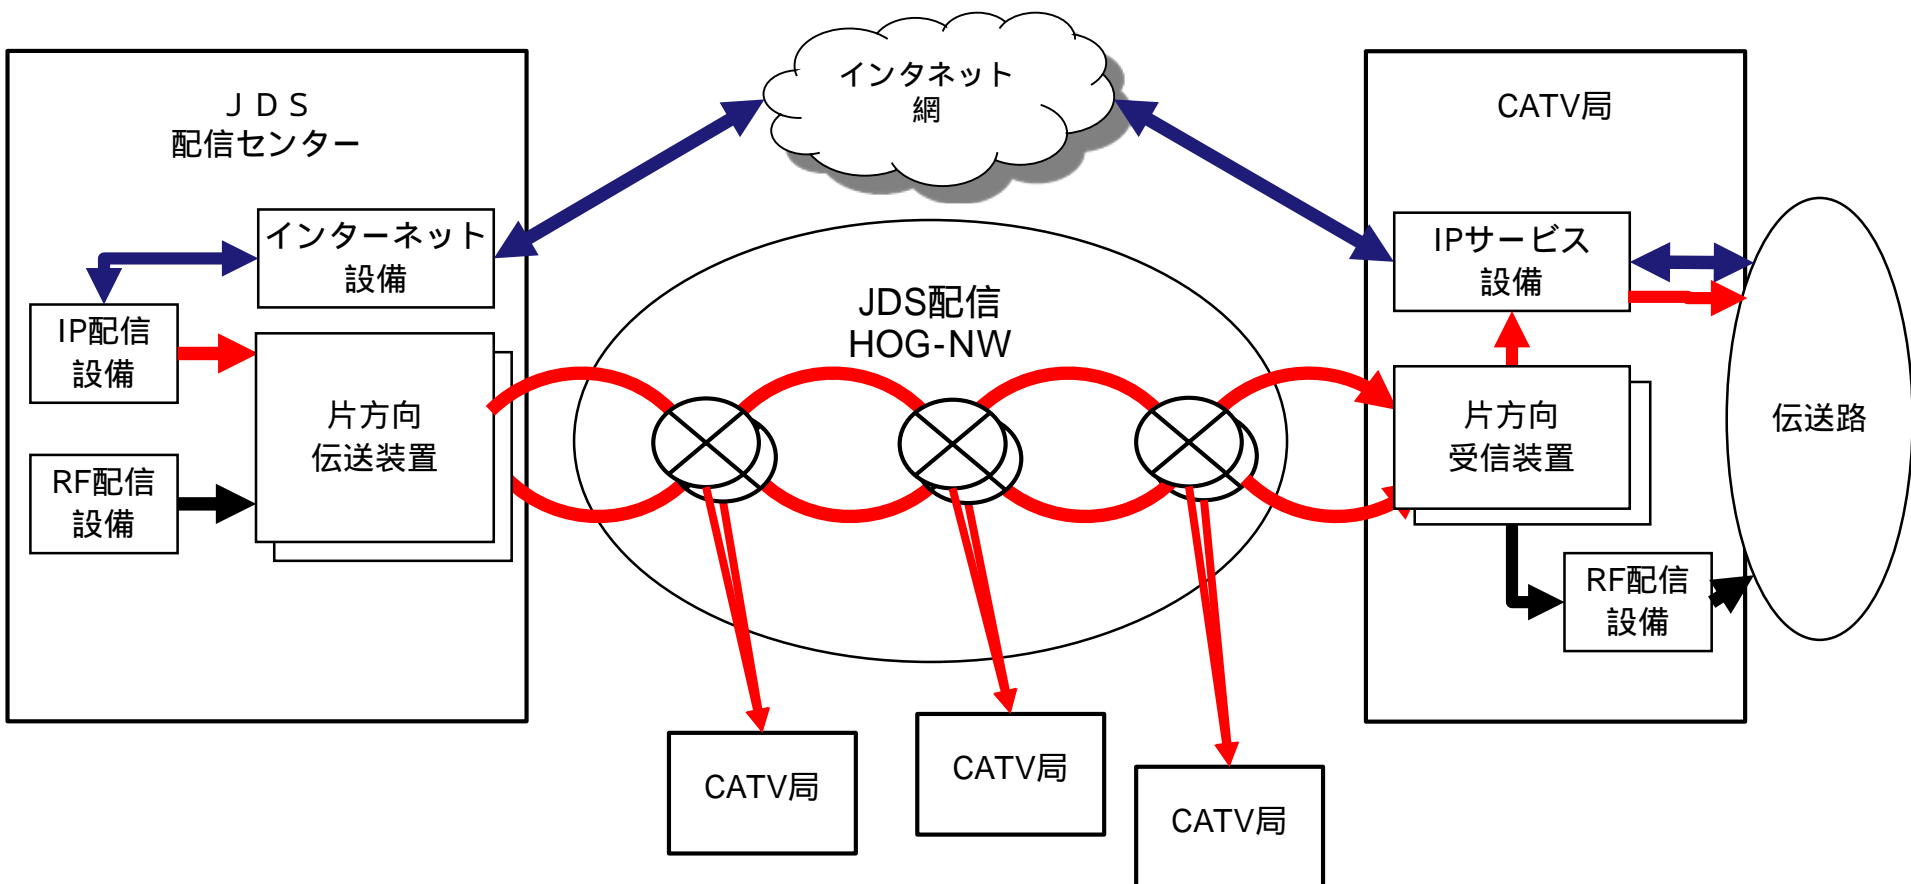 ＪＤＳ
配信センター
インタネット
網
CATV局
インターネット
設備
IPサービス
設備
IP配信
設備
JDS配信
HOG-NW
片方向
伝送装置
片方向
受信装置
伝送路
RF配信
設備
RF配信
設備
CATV局
CATV局
CATV局